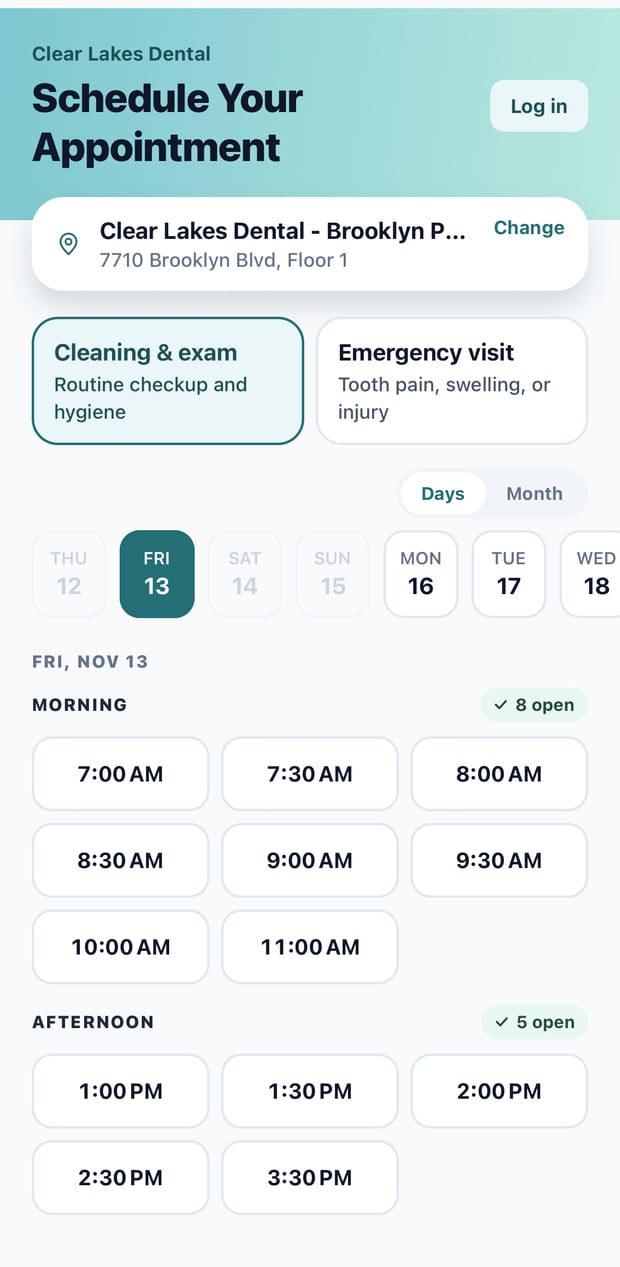 Clear Lakes Dental
Schedule Your
Appointment
Log in
Clear Lakes Dental - Brooklyn P...
Change
7710 Brooklyn Blvd, Floor 1
Cleaning & exam
Routine checkup and
hygiene
Emergency visit
Tooth pain, swelling, or
injury
Days
Month
THU
12
FRI
13
SAT
14
SUN
15
MON
16
TUE
17
WED
18
FRI, NOV 13
MORNING
8 open
7:00 AM
7:30 AM
8:00 AM
8:30 AM
9:00 AM
9:30 AM
10:00 AM
11:00 AM
AFTERNOON
5 open
1:00 PM
1:30 PM
2:00 PM
2:30 PM
3:30 PM